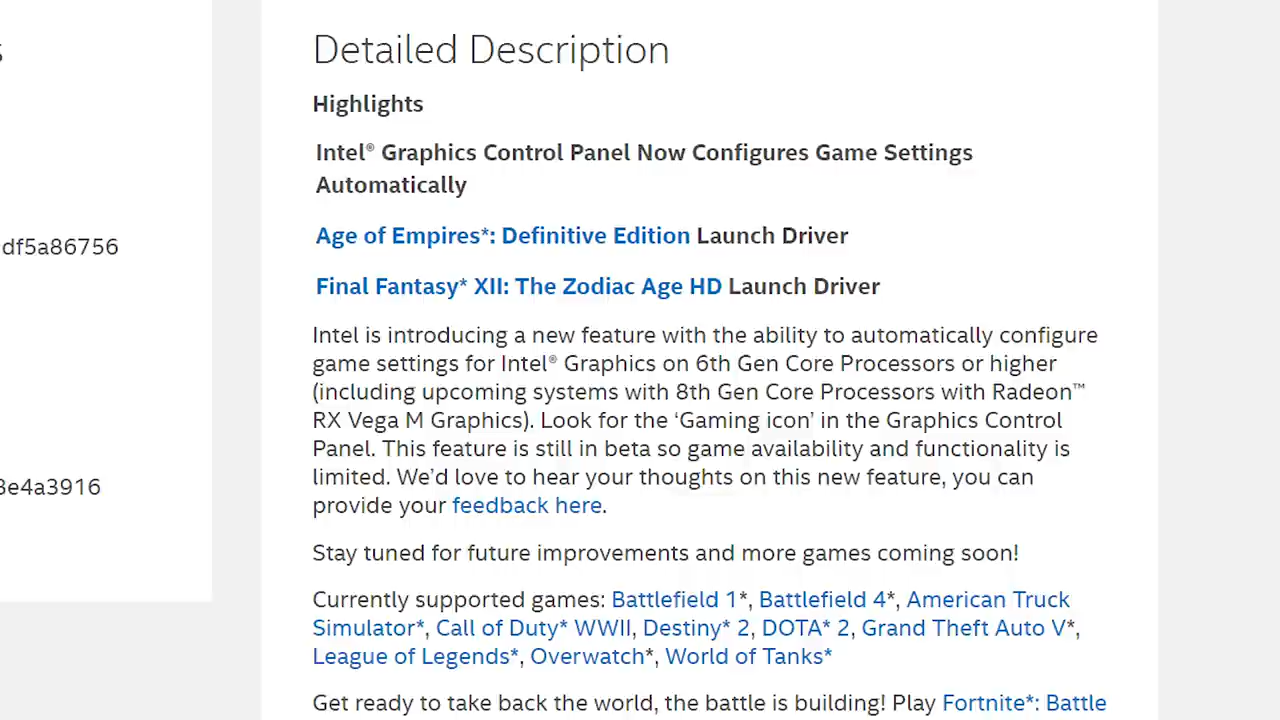 Detailed Description
Highlights
Intel® Graphics Control Panel Now Configures Game Settings
Automatically
df5a86756
Age of Empires*: Definitive Edition Launch Driver
Final Fantasy* XII: The Zodiac Age HD Launch Driver
Intel is introducing a new feature with the ability to automatically configure
game settings for Intel® Graphics on 6th Gen Core Processors or higher
(including upcoming systems with 8th Gen Core Processors with Radeon™
RX Vega M Graphics). Look for the ‘Gaming icon’ in the Graphics Control
Panel. This feature is still in beta so game availability and functionality is
limited. We’d love to hear your thoughts on this new feature, you can
3e4a3916
provide your feedback here.
Stay tuned for future improvements and more games coming soon!
Currently supported games: Battlefield 1*, Battlefield 4*, American Truck
Simulator*, Call of Duty* WWII, Destiny* 2, DOTA* 2, Grand Theft Auto V*,
League of Legends*, Overwatch*, World of Tanks*
Get ready to take back the world, the battle is building! Play Fortnite*: Battle